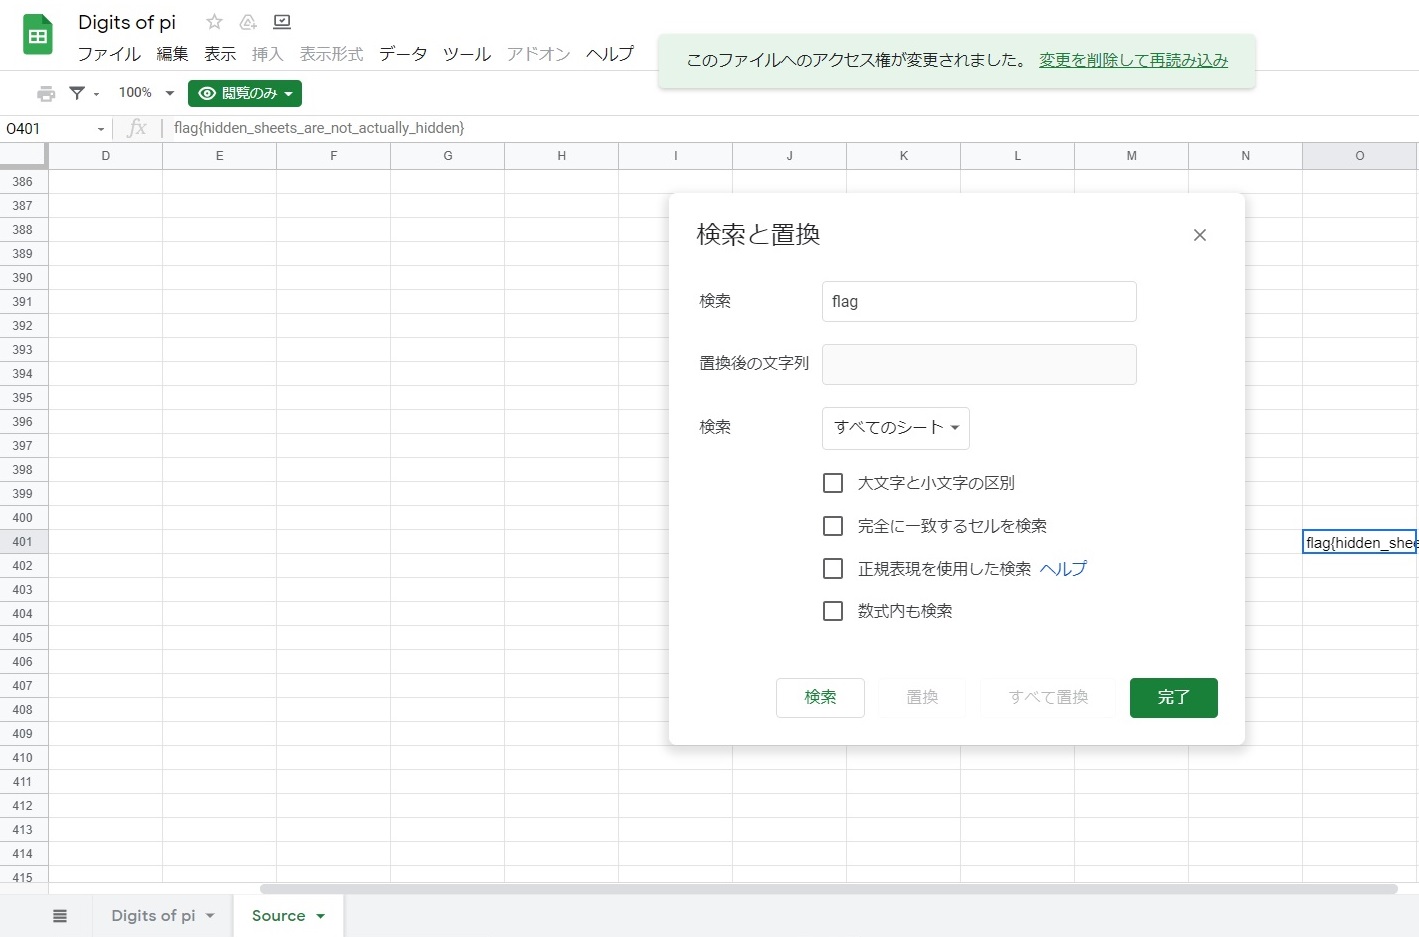 Digits of pi
ファイル 編集 表示 挿入 表示形式 データ ツール アドオン ヘルプ
このファイルへのアクセス権が変更されました。 変更を削除して再読み込み
100% 閲覧のみ
O401 fx flag{hidden_sheets_are_not_actually_hidden}
D E F G H I J K L M N O
386
387
388
389
390
391
392
393
394
395
396
397
398
399
400
401 flag{hidden_shee
402
403
404
405
406
407
408
409
410
411
412
413
414
415
検索と置換
検索 flag
置換後の文字列
検索 すべてのシート
大文字と小文字の区別
完全に一致するセルを検索
正規表現を使用した検索 ヘルプ
数式内も検索
検索 置換 すべて置換 完了
Digits of pi Source